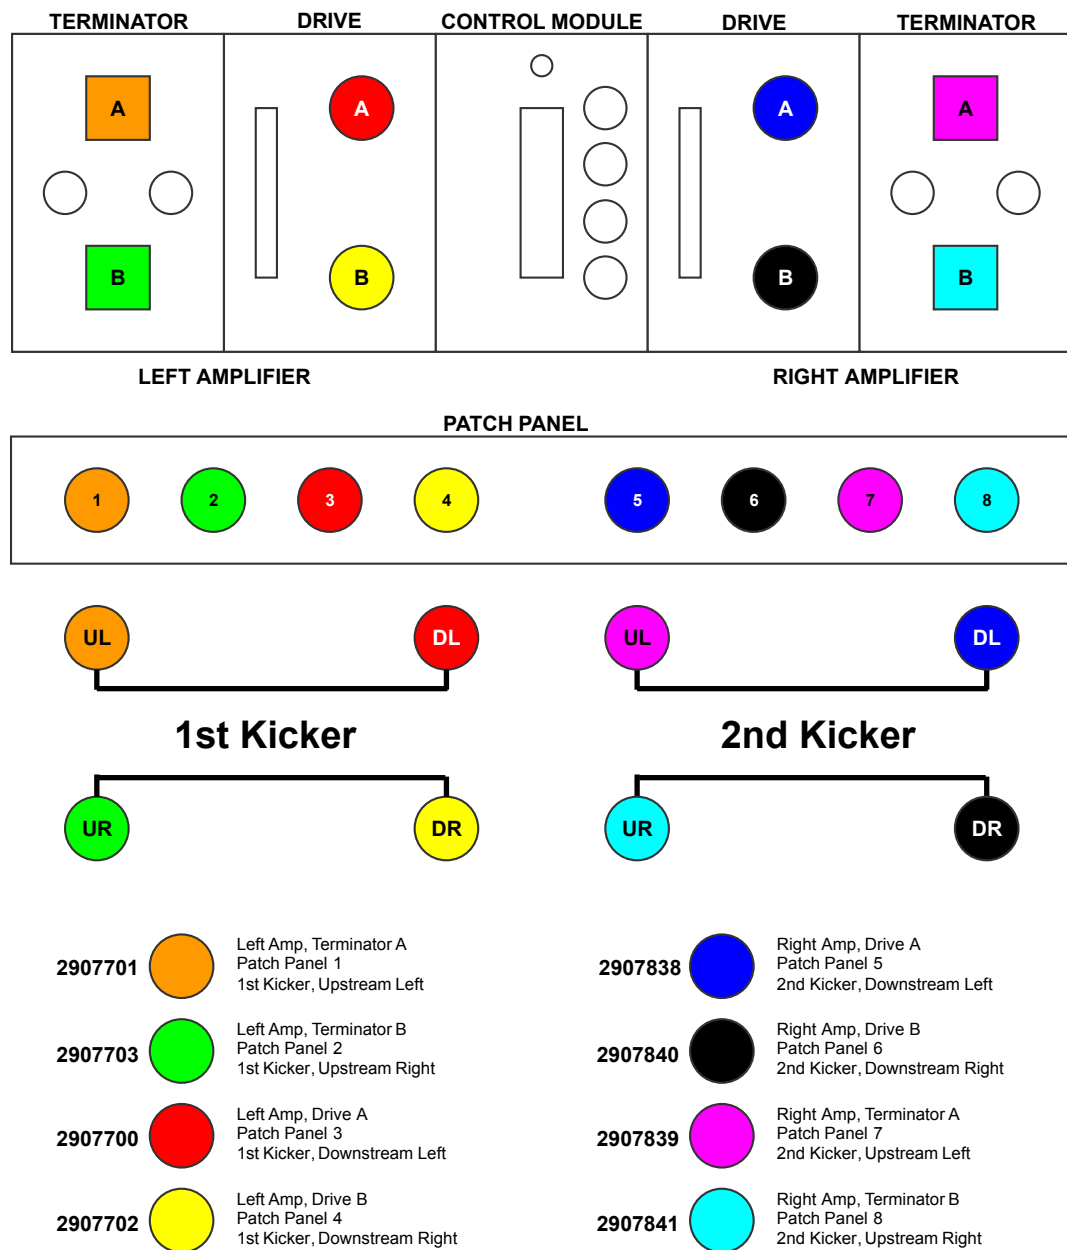 TERMINATOR DRIVE CONTROL MODULE DRIVE TERMINATOR
A A A A
B B B B
LEFT AMPLIFIER RIGHT AMPLIFIER
PATCH PANEL
1 2 3 4 5 6 7 8
UL DL UL DL
1st Kicker 2nd Kicker
UR DR UR DR
2907701
Left Amp, Terminator A
Patch Panel 1
1st Kicker, Upstream Left
2907703
Left Amp, Terminator B
Patch Panel 2
1st Kicker, Upstream Right
2907700
Left Amp, Drive A
Patch Panel 3
1st Kicker, Downstream Left
2907702
Left Amp, Drive B
Patch Panel 4
1st Kicker, Downstream Right
2907838
Right Amp, Drive A
Patch Panel 5
2nd Kicker, Downstream Left
2907840
Right Amp, Drive B
Patch Panel 6
2nd Kicker, Downstream Right
2907839
Right Amp, Terminator A
Patch Panel 7
2nd Kicker, Upstream Left
2907841
Right Amp, Terminator B
Patch Panel 8
2nd Kicker, Upstream Right